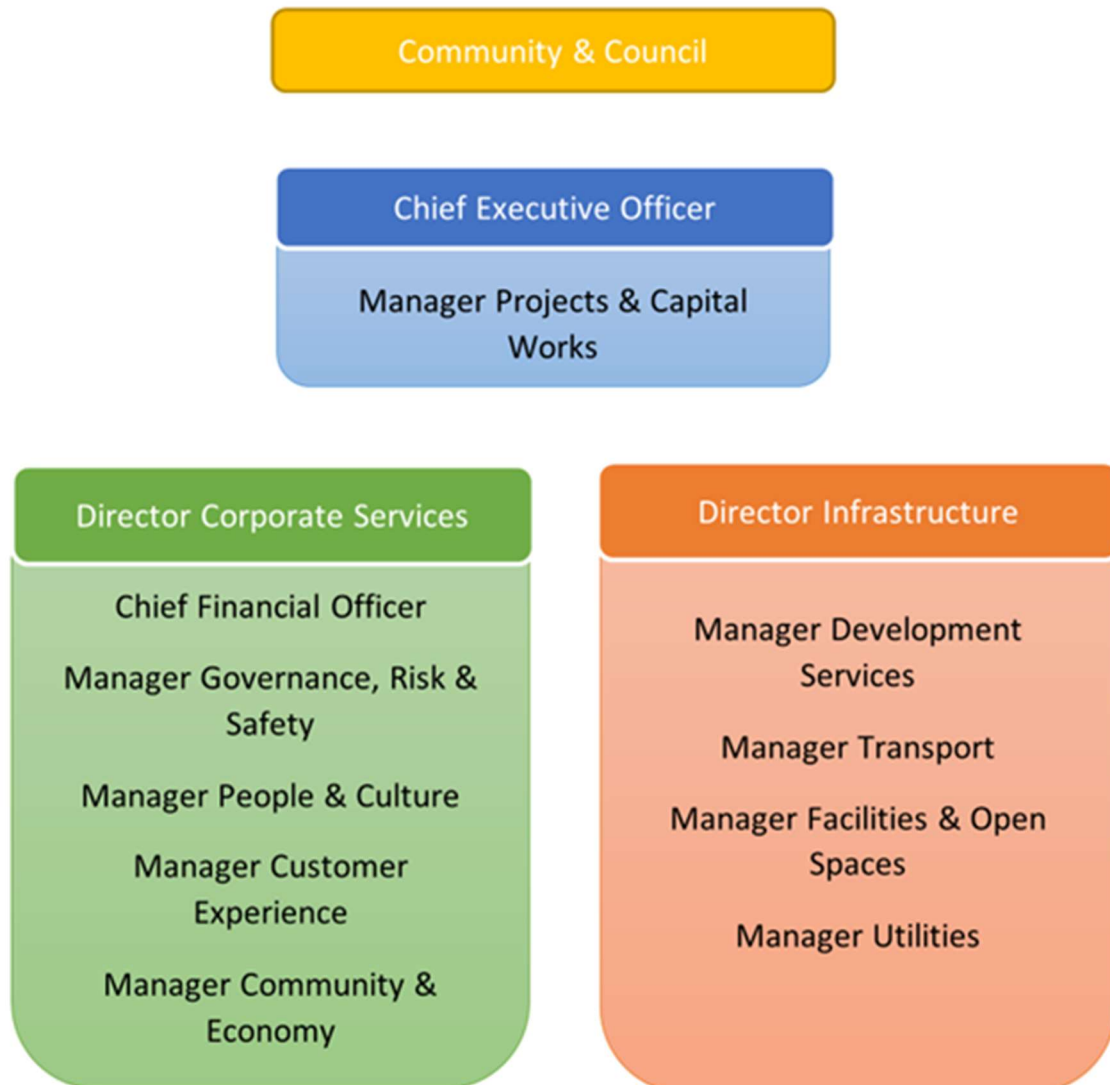 Community & Council
Chief Executive Officer
Manager Projects & Capital
Works
Director Corporate Services
Chief Financial Officer
Manager Governance, Risk &
Safety
Manager People & Culture
Manager Customer
Experience
Manager Community &
Economy
Director Infrastructure
Manager Development
Services
Manager Transport
Manager Facilities & Open
Spaces
Manager Utilities